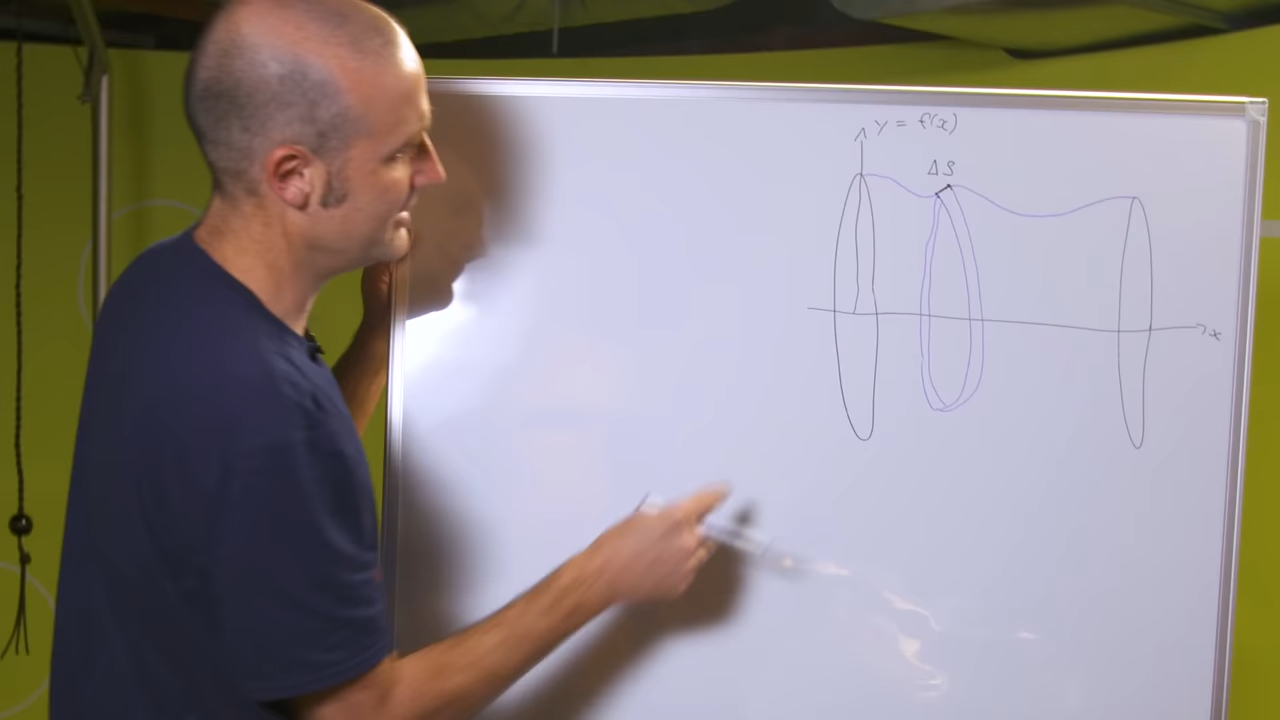 y = f(x)
ΔS
x